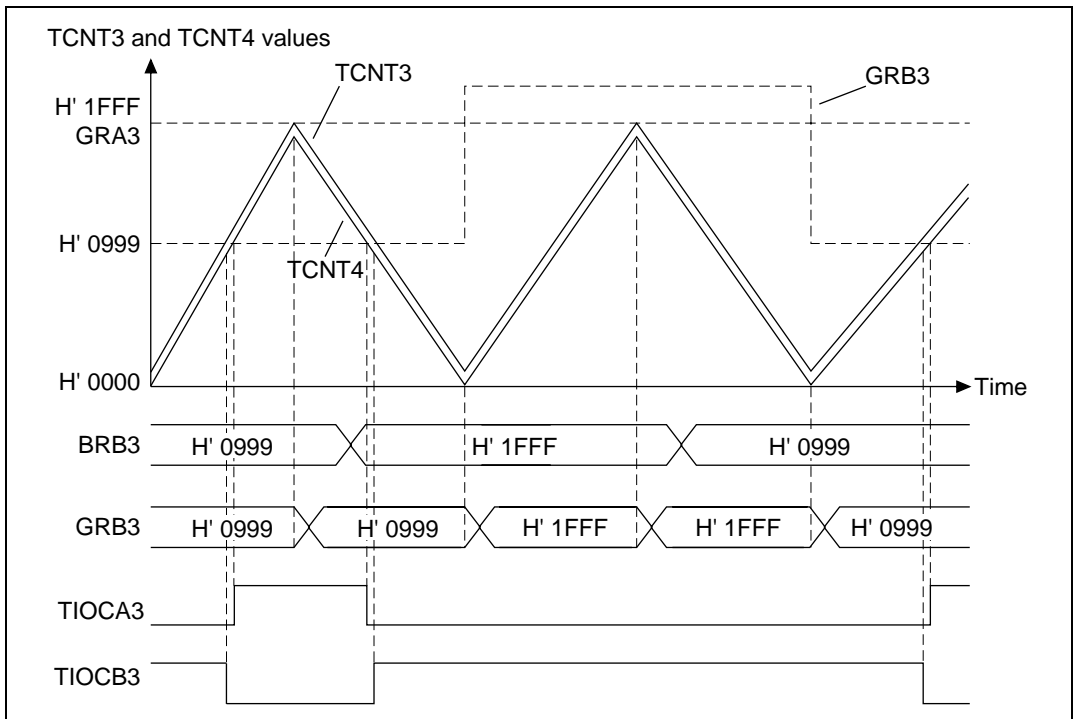 TCNT3 and TCNT4 values
TCNT3
GRB3
H' 1FFF
GRA3
H' 0999
TCNT4
H' 0000
Time
BRB3
H' 0999
H' 1FFF
H' 0999
GRB3
H' 0999
H' 0999
H' 1FFF
H' 1FFF
H' 0999
TIOCA3
TIOCB3